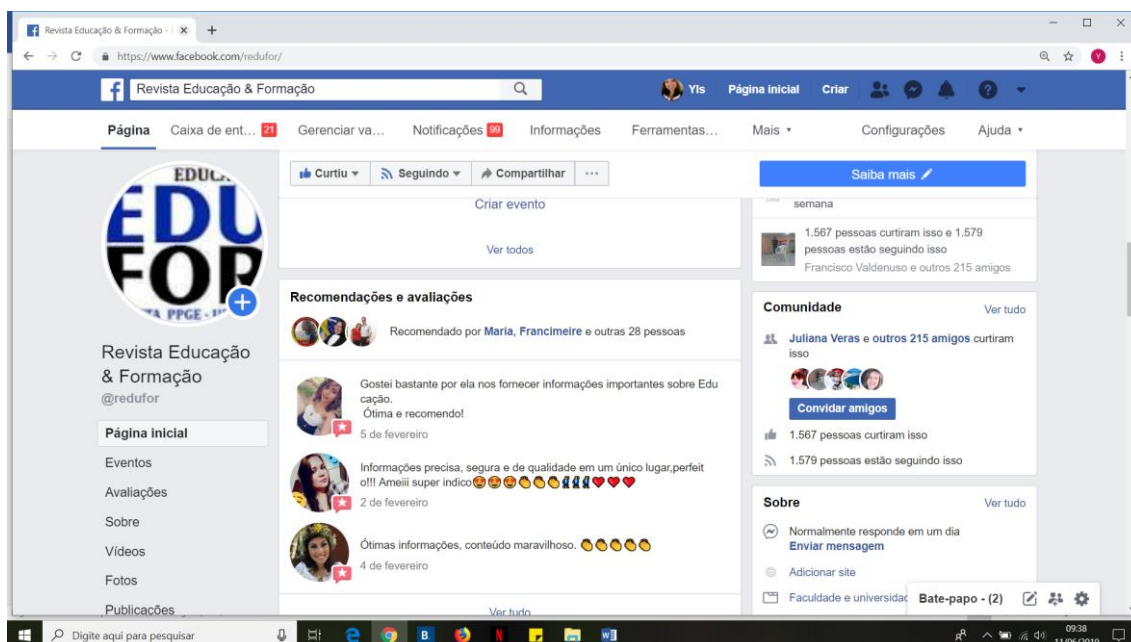 Revista Educação & Formação - I
https://www.facebook.com/redufor/
Y
Revista Educação & Formação
Yls
Página inicial
Criar
Página
Caixa de ent... 21
Gerenciar va...
Notificações 99
Informações
Ferramentas...
Mais
Configurações
Ajuda
EDUCA
EDU
FOR
PPGE
Revista Educação
& Formação
@redufor
Página inicial
Eventos
Avaliações
Sobre
Vídeos
Fotos
Publicações
Curtiu
Seguindo
Compartilhar
Saiba mais
Criar evento
Ver todos
Recomendações e avaliações
Recomendado por Maria, Francimeire e outras 28 pessoas
Gostei bastante por ela nos fornecer informações importantes sobre Edu
cação.
Ótima e recomendo!
5 de fevereiro
Informações precisa, segura e de qualidade em um único lugar,perfeit
o!!! Ameiii super indico😍😍😍👏👏👏👯👯👯❤❤❤
2 de fevereiro
Ótimas informações, conteúdo maravilhoso. 👏👏👏👏👏
4 de fevereiro
Ver tudo
semana
1.567 pessoas curtiram isso e 1.579
pessoas estão seguindo isso
Francisco Valdenuso e outros 215 amigos
Comunidade
Ver tudo
Juliana Veras e outros 215 amigos curtiram
isso
Convidar amigos
1.567 pessoas curtiram isso
1.579 pessoas estão seguindo isso
Sobre
Ver tudo
Normalmente responde em um dia
Enviar mensagem
Adicionar site
Faculdade e universidad
Bate-papo - (2)
Digite aqui para pesquisar
B.
N
09:38
11/06/2019